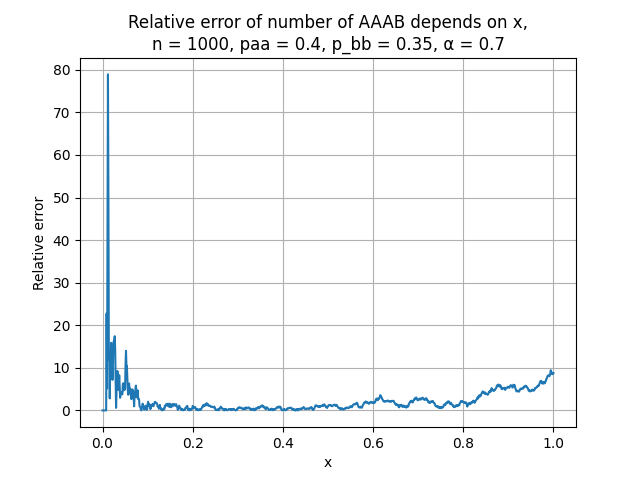 Relative error of number of AAAB depends on x,
n = 1000, paa = 0.4, p_bb = 0.35, α = 0.7
80
70
60
50
40
30
20
10
0
Relative error
0.0 0.2 0.4 0.6 0.8 1.0
x